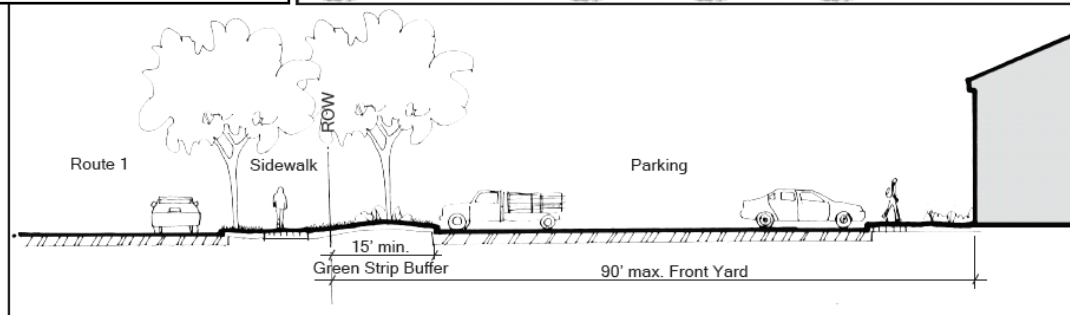 ROW
Route 1
Sidewalk
Parking
15' min.
Green Strip Buffer
90' max. Front Yard